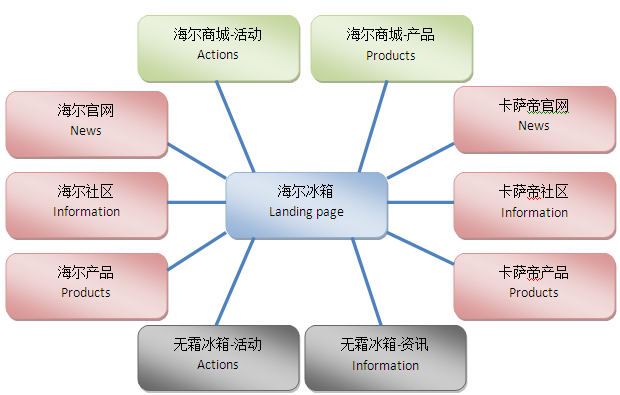 海尔商城-活动
Actions
海尔商城-产品
Products
海尔官网
News
卡萨帝官网
News
海尔社区
Information
海尔冰箱
Landing page
卡萨帝社区
Information
海尔产品
Products
卡萨帝产品
Products
无霜冰箱-活动
Actions
无霜冰箱-资讯
Information